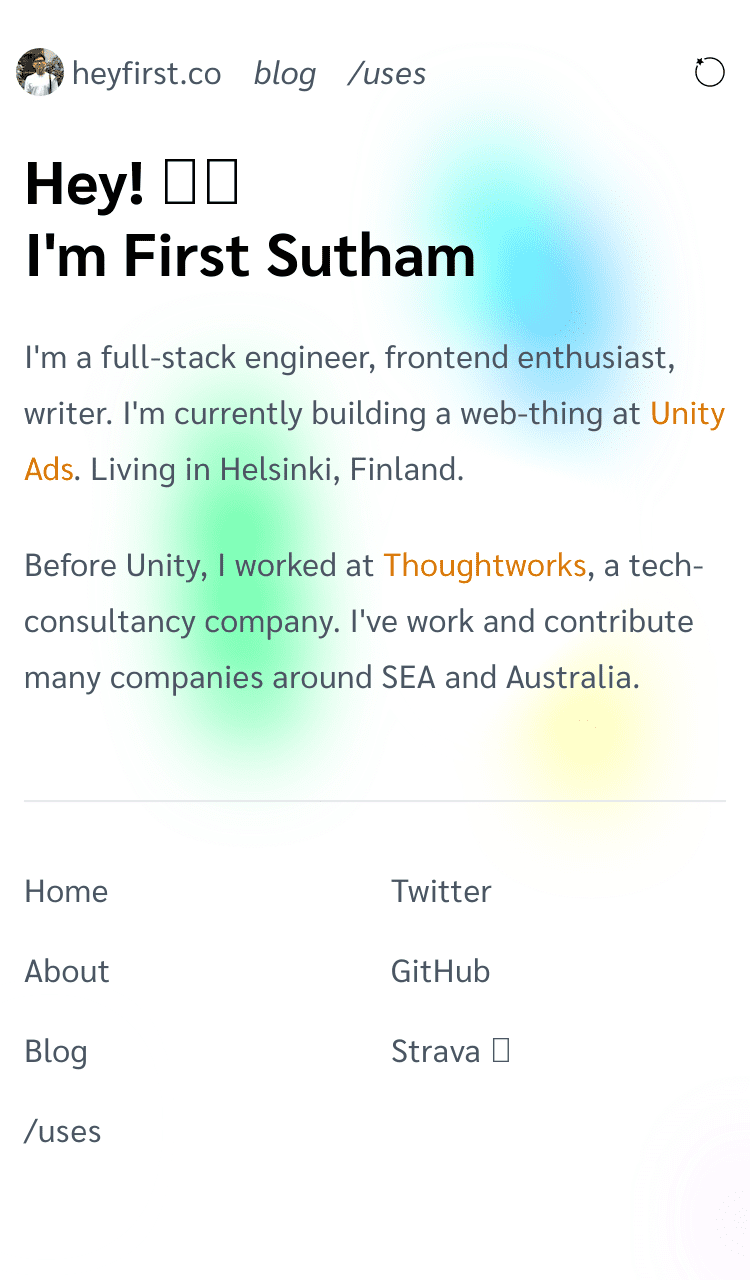 heyfirst.co blog /uses
Hey!
I'm First Sutham
I'm a full-stack engineer, frontend enthusiast,
writer. I'm currently building a web-thing at Unity
Ads. Living in Helsinki, Finland.
Before Unity, I worked at Thoughtworks, a tech-
consultancy company. I've work and contribute
many companies around SEA and Australia.
Home
Twitter
About
GitHub
Blog
Strava
/uses